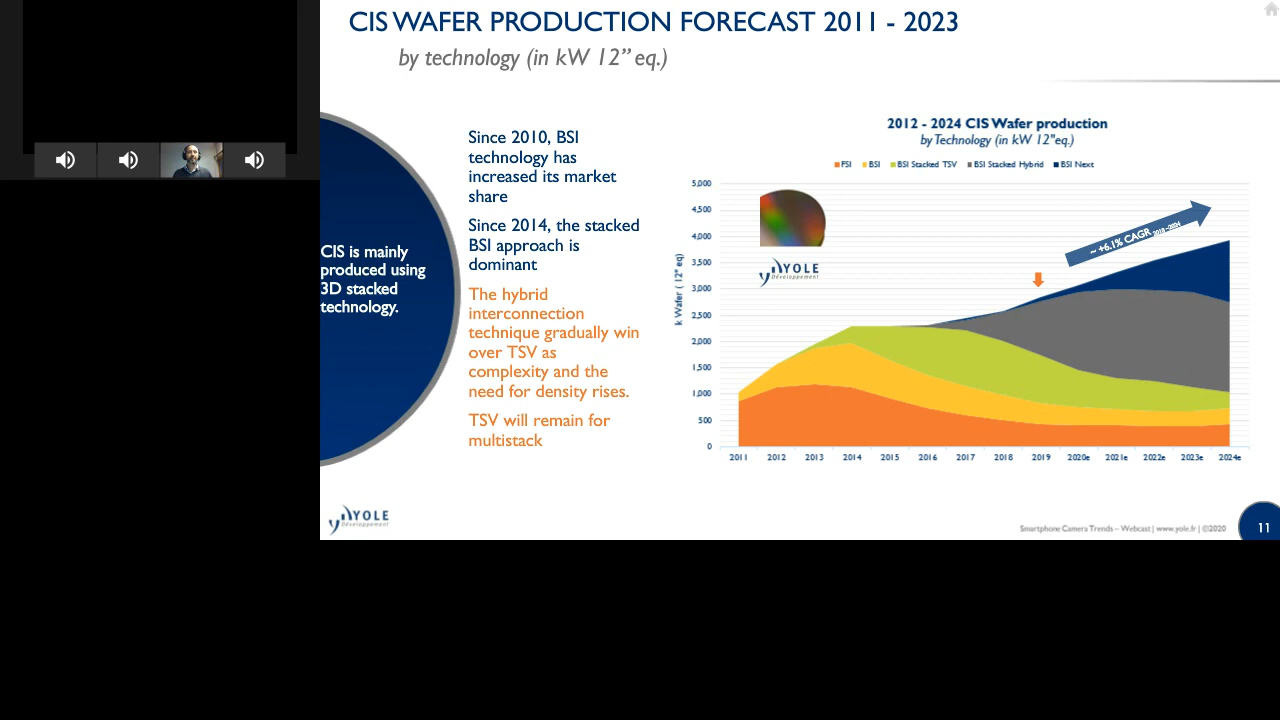 CIS WAFER PRODUCTION FORECAST 2011 - 2023
by technology (in kW 12” eq.)
CIS is mainly
produced using
3D stacked
technology.
Since 2010, BSI
technology has
increased its market
share
Since 2014, the stacked
BSI approach is
dominant
The hybrid
interconnection
technique gradually win
over TSV as
complexity and the
need for density rises.
TSV will remain for
multistack
2012 - 2024 CIS Wafer production
by Technology (in kW 12"eq.)
FSI BSI BSI Stacked TSV BSI Stacked Hybrid BSI Next
k Wafer ( 12" eq)
5,000
4,500
4,000
3,500
3,000
2,500
2,000
1,500
1,000
500
0
YOLE
Développement
~ +6.1% CAGR 2018-2024
2011 2012 2013 2014 2015 2016 2017 2018 2019 2020e 2021e 2022e 2023e 2024e
YOLE
Développement
Smartphone Camera Trends – Webcast | www.yole.fr | ©2020
11